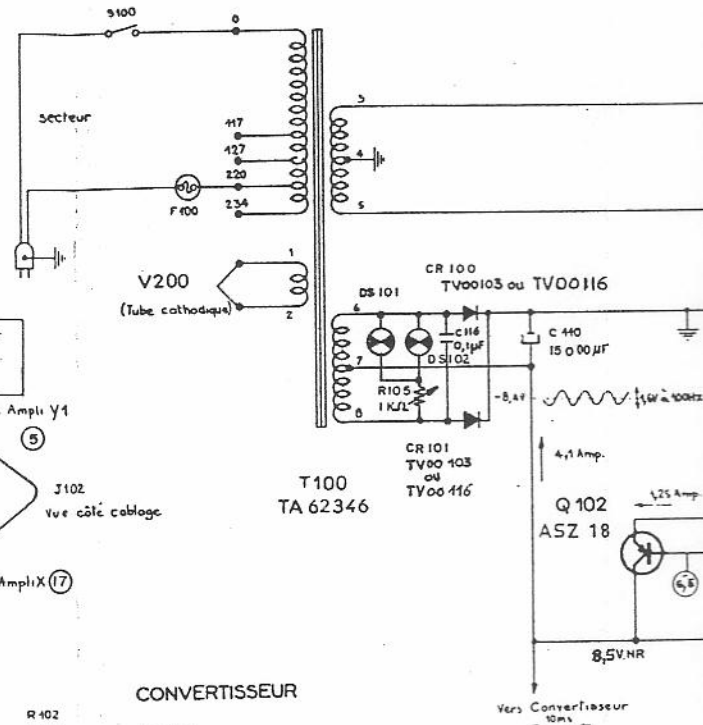 S100
0
secteur
117
127
220
234
F100
3
4
5
1
2
V200
(Tube cathodique)
CR 100
TV00103 ou TV00116
DS 101
6
C116
0,1µF
DS102
7
R105
1 KΩ
8
C 110
15 000 µF
-8,4V
1,6V à 100Hz
CR 101
TV00 103
ou
TV00 116
4,1 Amp.
T100
TA 62346
Ampli Y1
5
J102
Vue côté cablage
Q 102
ASZ 18
1,25 Amp.
Ampli X 17
8,5V.NR
CONVERTISSEUR
Vers Convertisseur
10ms
R 102